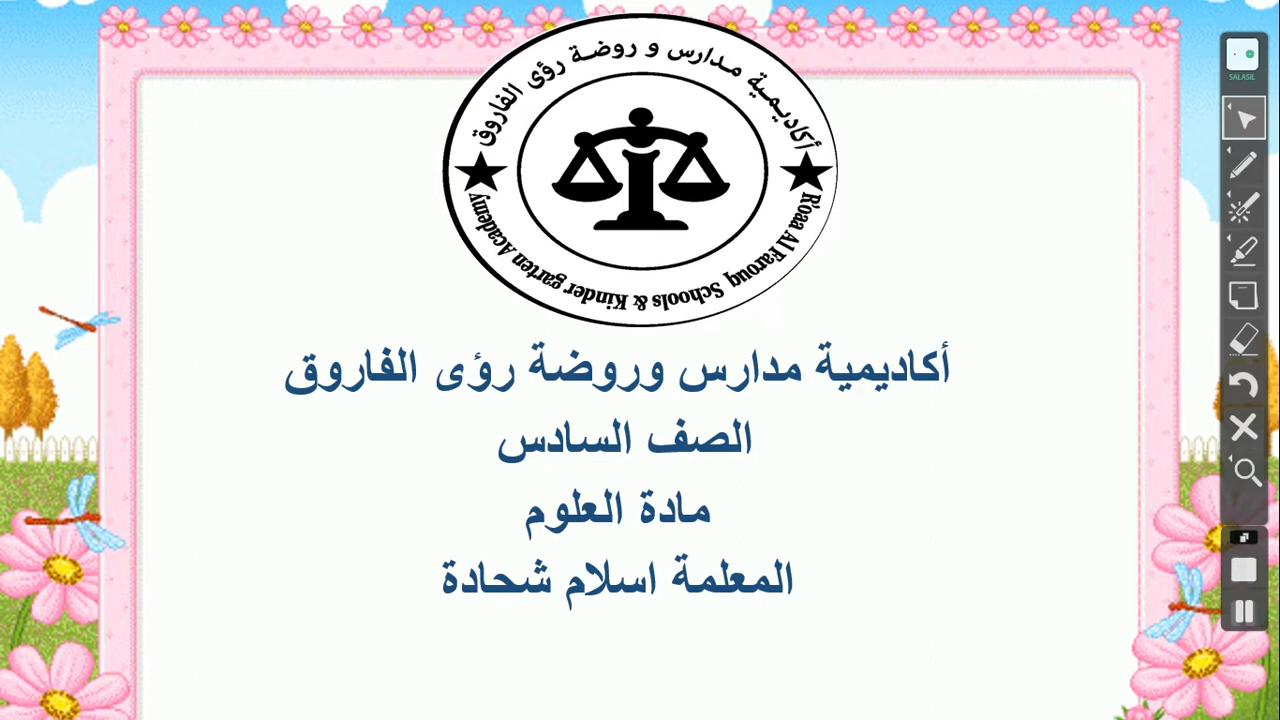 أكاديمية مدارس و روضة رؤى الفاروق
R'oaa Al Farouq Schools & Kinder garten Academy
أكاديمية مدارس وروضة رؤى الفاروق
الصف السادس
مادة العلوم
المعلمة اسلام شحادة
SALASIL